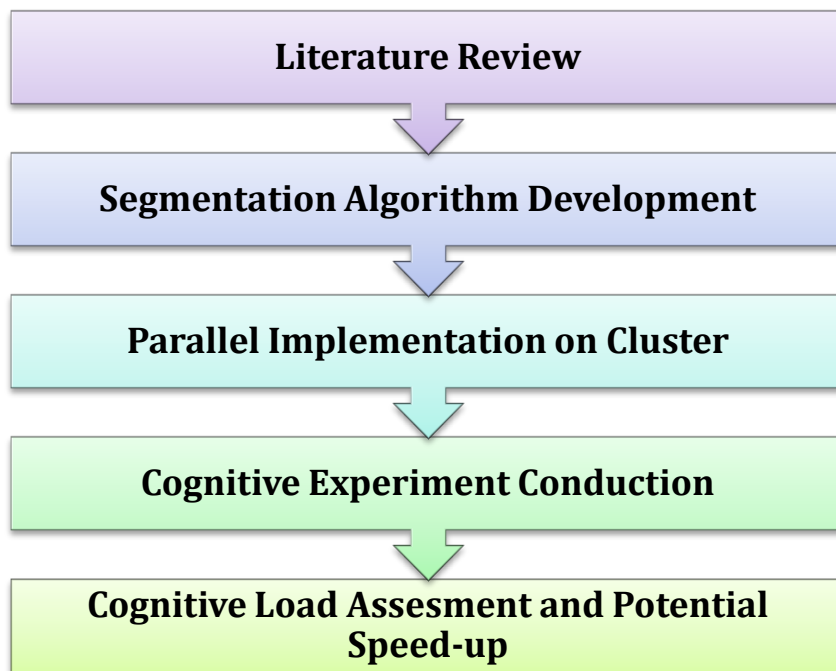 Literature Review
Segmentation Algorithm Development
Parallel Implementation on Cluster
Cognitive Experiment Conduction
Cognitive Load Assesment and Potential
Speed-up